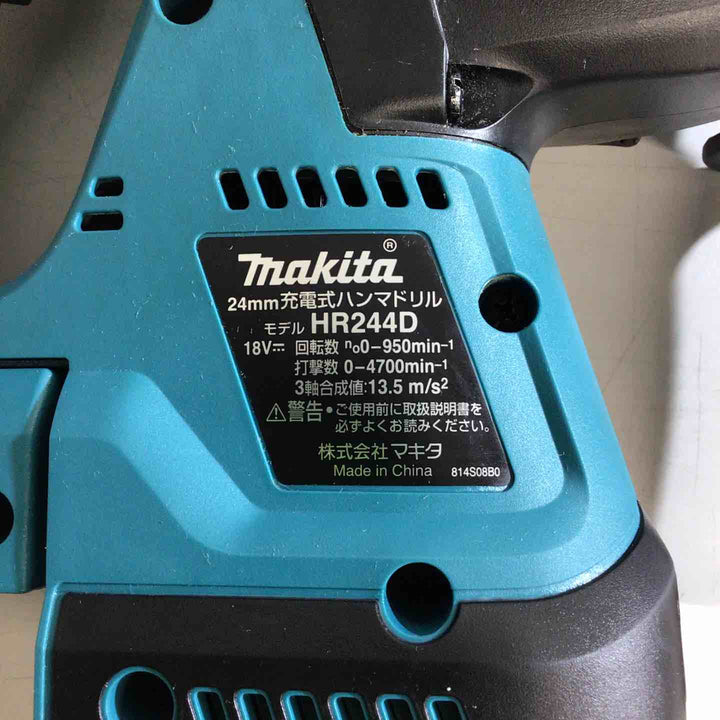 makita®
24mm充電式ハンマドリル
モデル HR244D
18V⎓ 回転数 n₀0-950min⁻¹
打撃数 0-4700min⁻¹
3軸合成値:13.5 m/s²
⚠警告•ご使用前に取扱説明書を
必ずよくお読みください。
株式会社 マキタ
Made in China 814S08B0